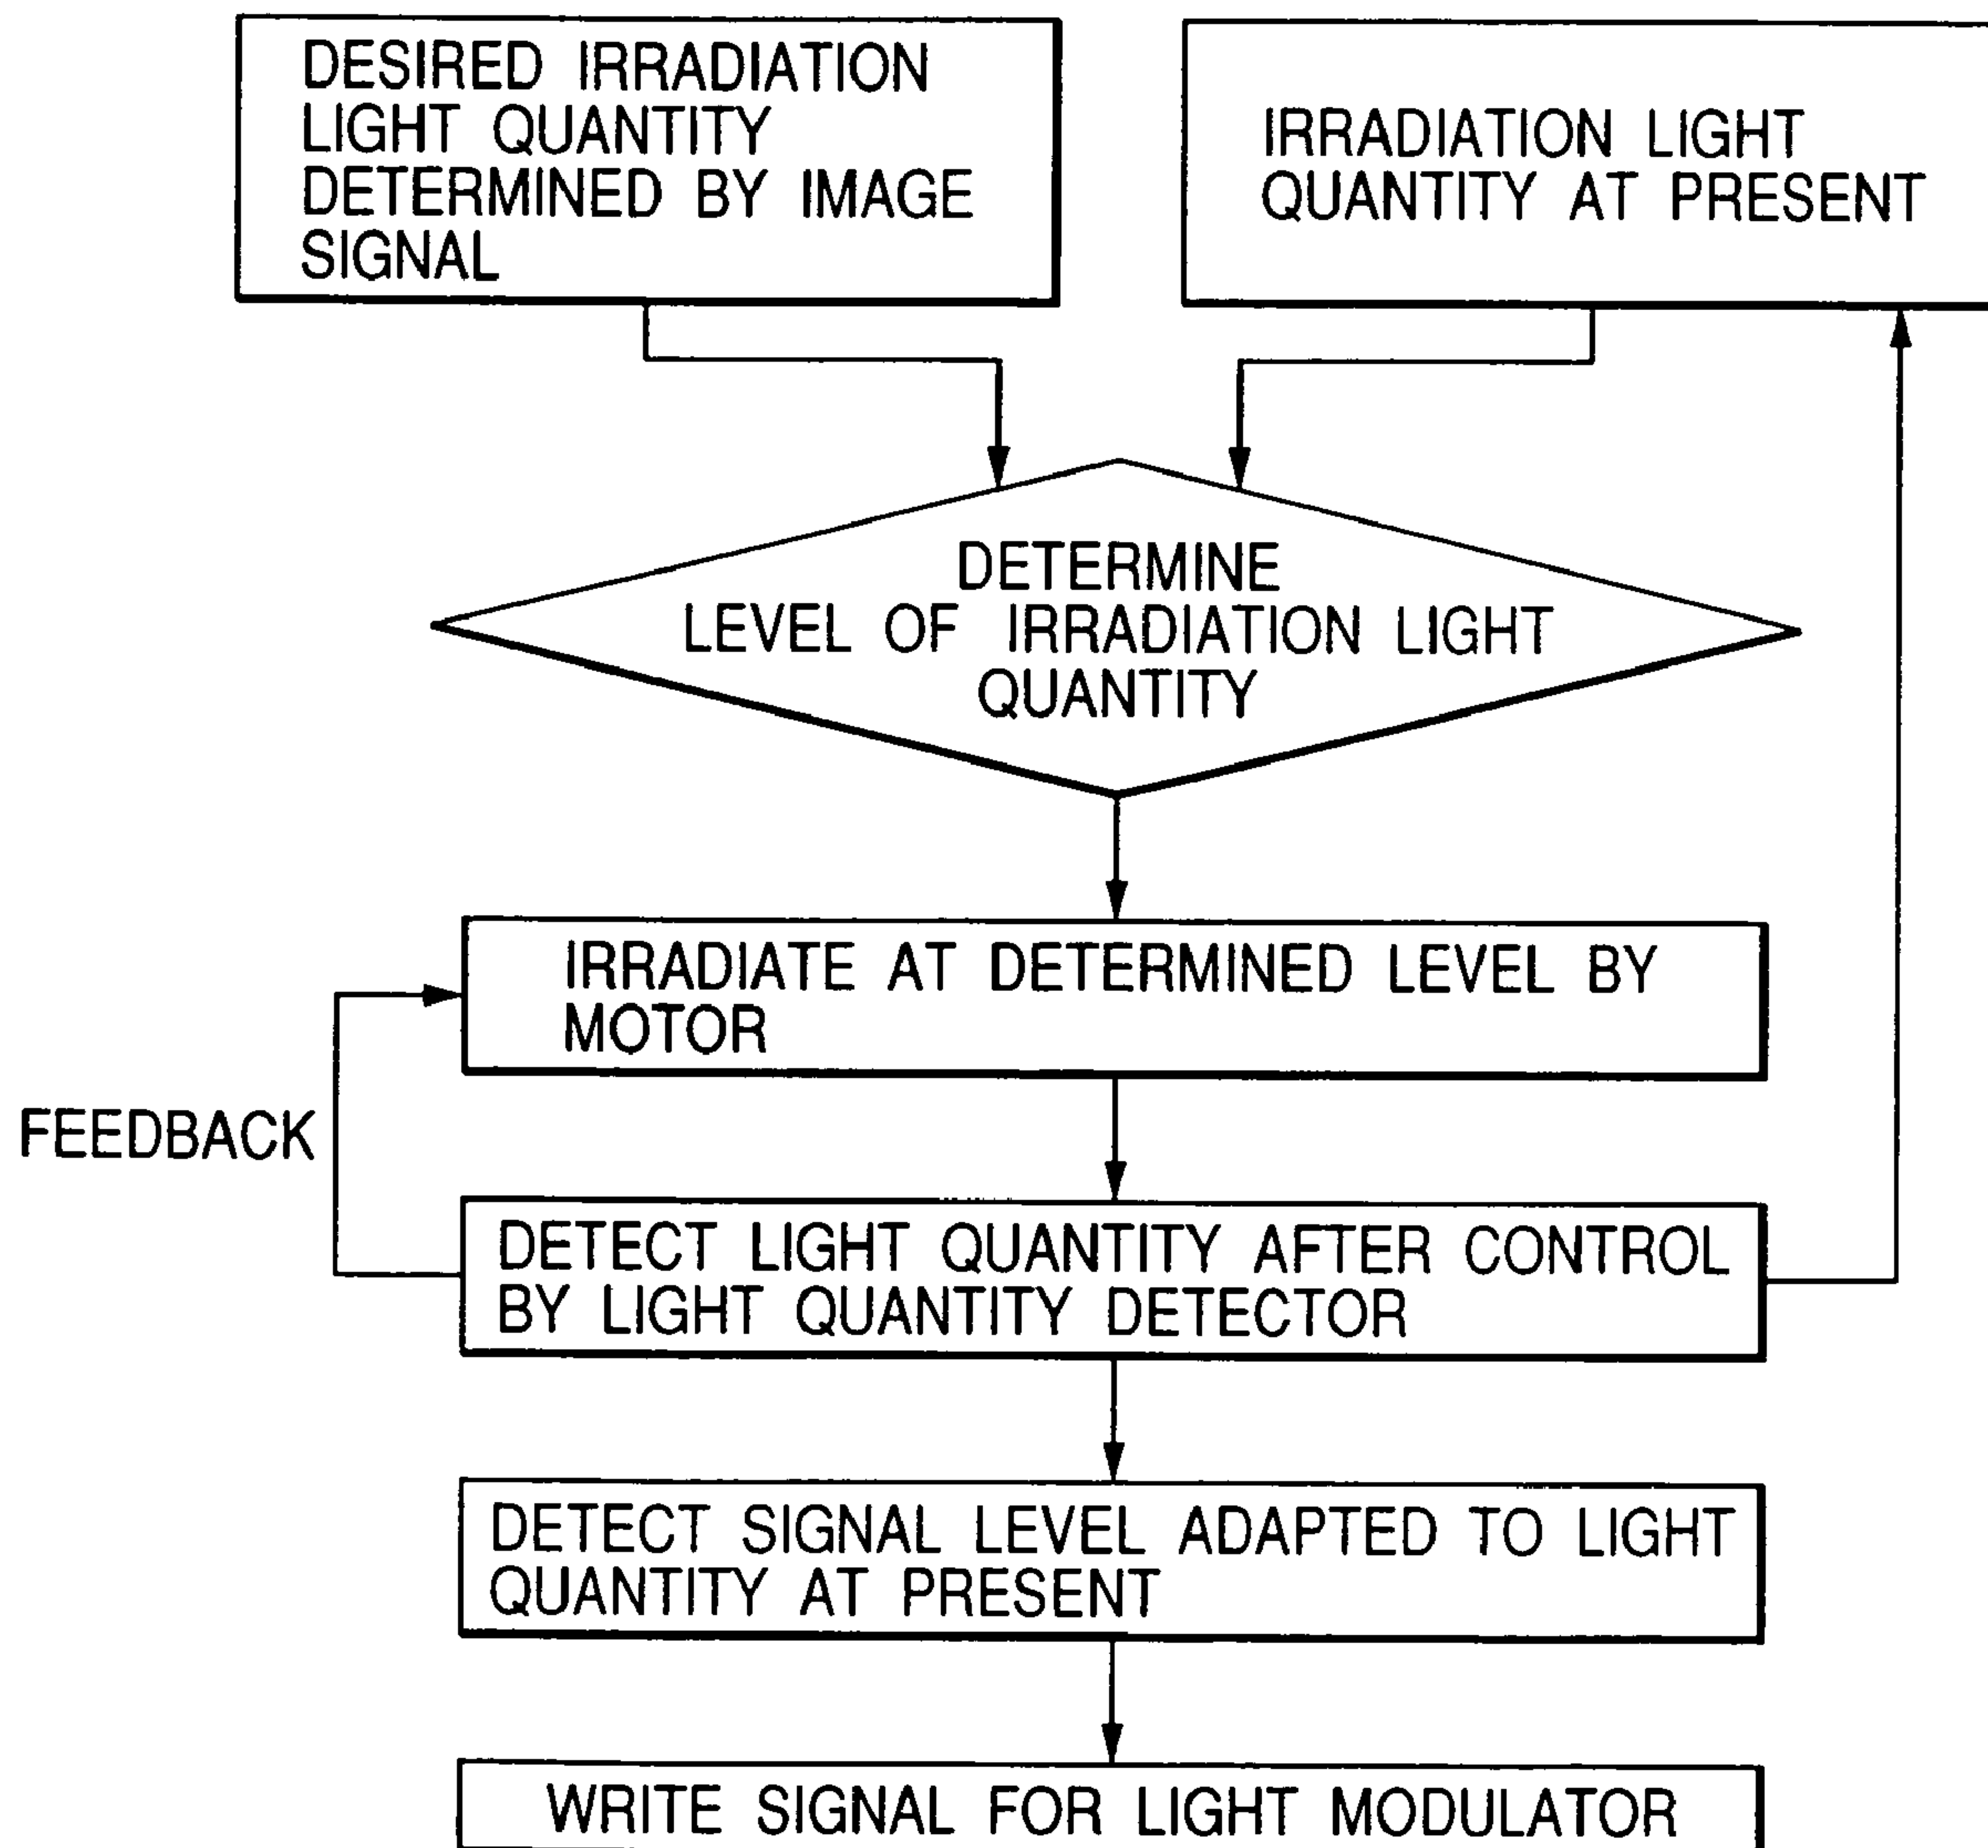 DESIRED IRRADIATION
LIGHT QUANTITY
DETERMINED BY IMAGE
SIGNAL
IRRADIATION LIGHT
QUANTITY AT PRESENT
DETERMINE
LEVEL OF IRRADIATION LIGHT
QUANTITY
IRRADIATE AT DETERMINED LEVEL BY
MOTOR
FEEDBACK
DETECT LIGHT QUANTITY AFTER CONTROL
BY LIGHT QUANTITY DETECTOR
DETECT SIGNAL LEVEL ADAPTED TO LIGHT
QUANTITY AT PRESENT
WRITE SIGNAL FOR LIGHT MODULATOR